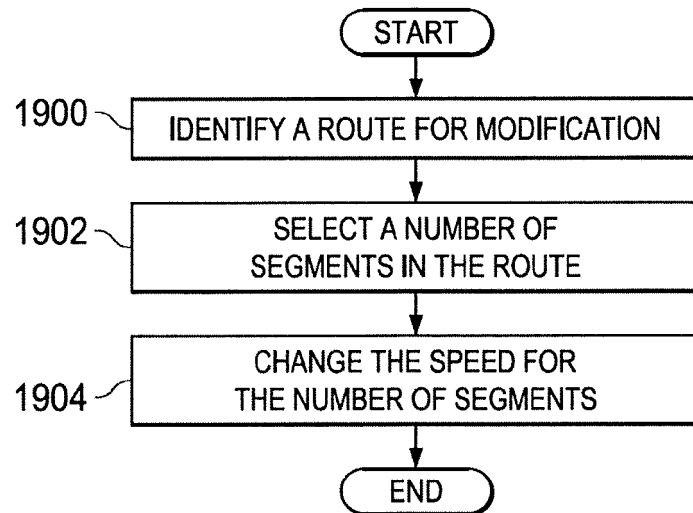 START
1900
IDENTIFY A ROUTE FOR MODIFICATION
1902
SELECT A NUMBER OF
SEGMENTS IN THE ROUTE
1904
CHANGE THE SPEED FOR
THE NUMBER OF SEGMENTS
END